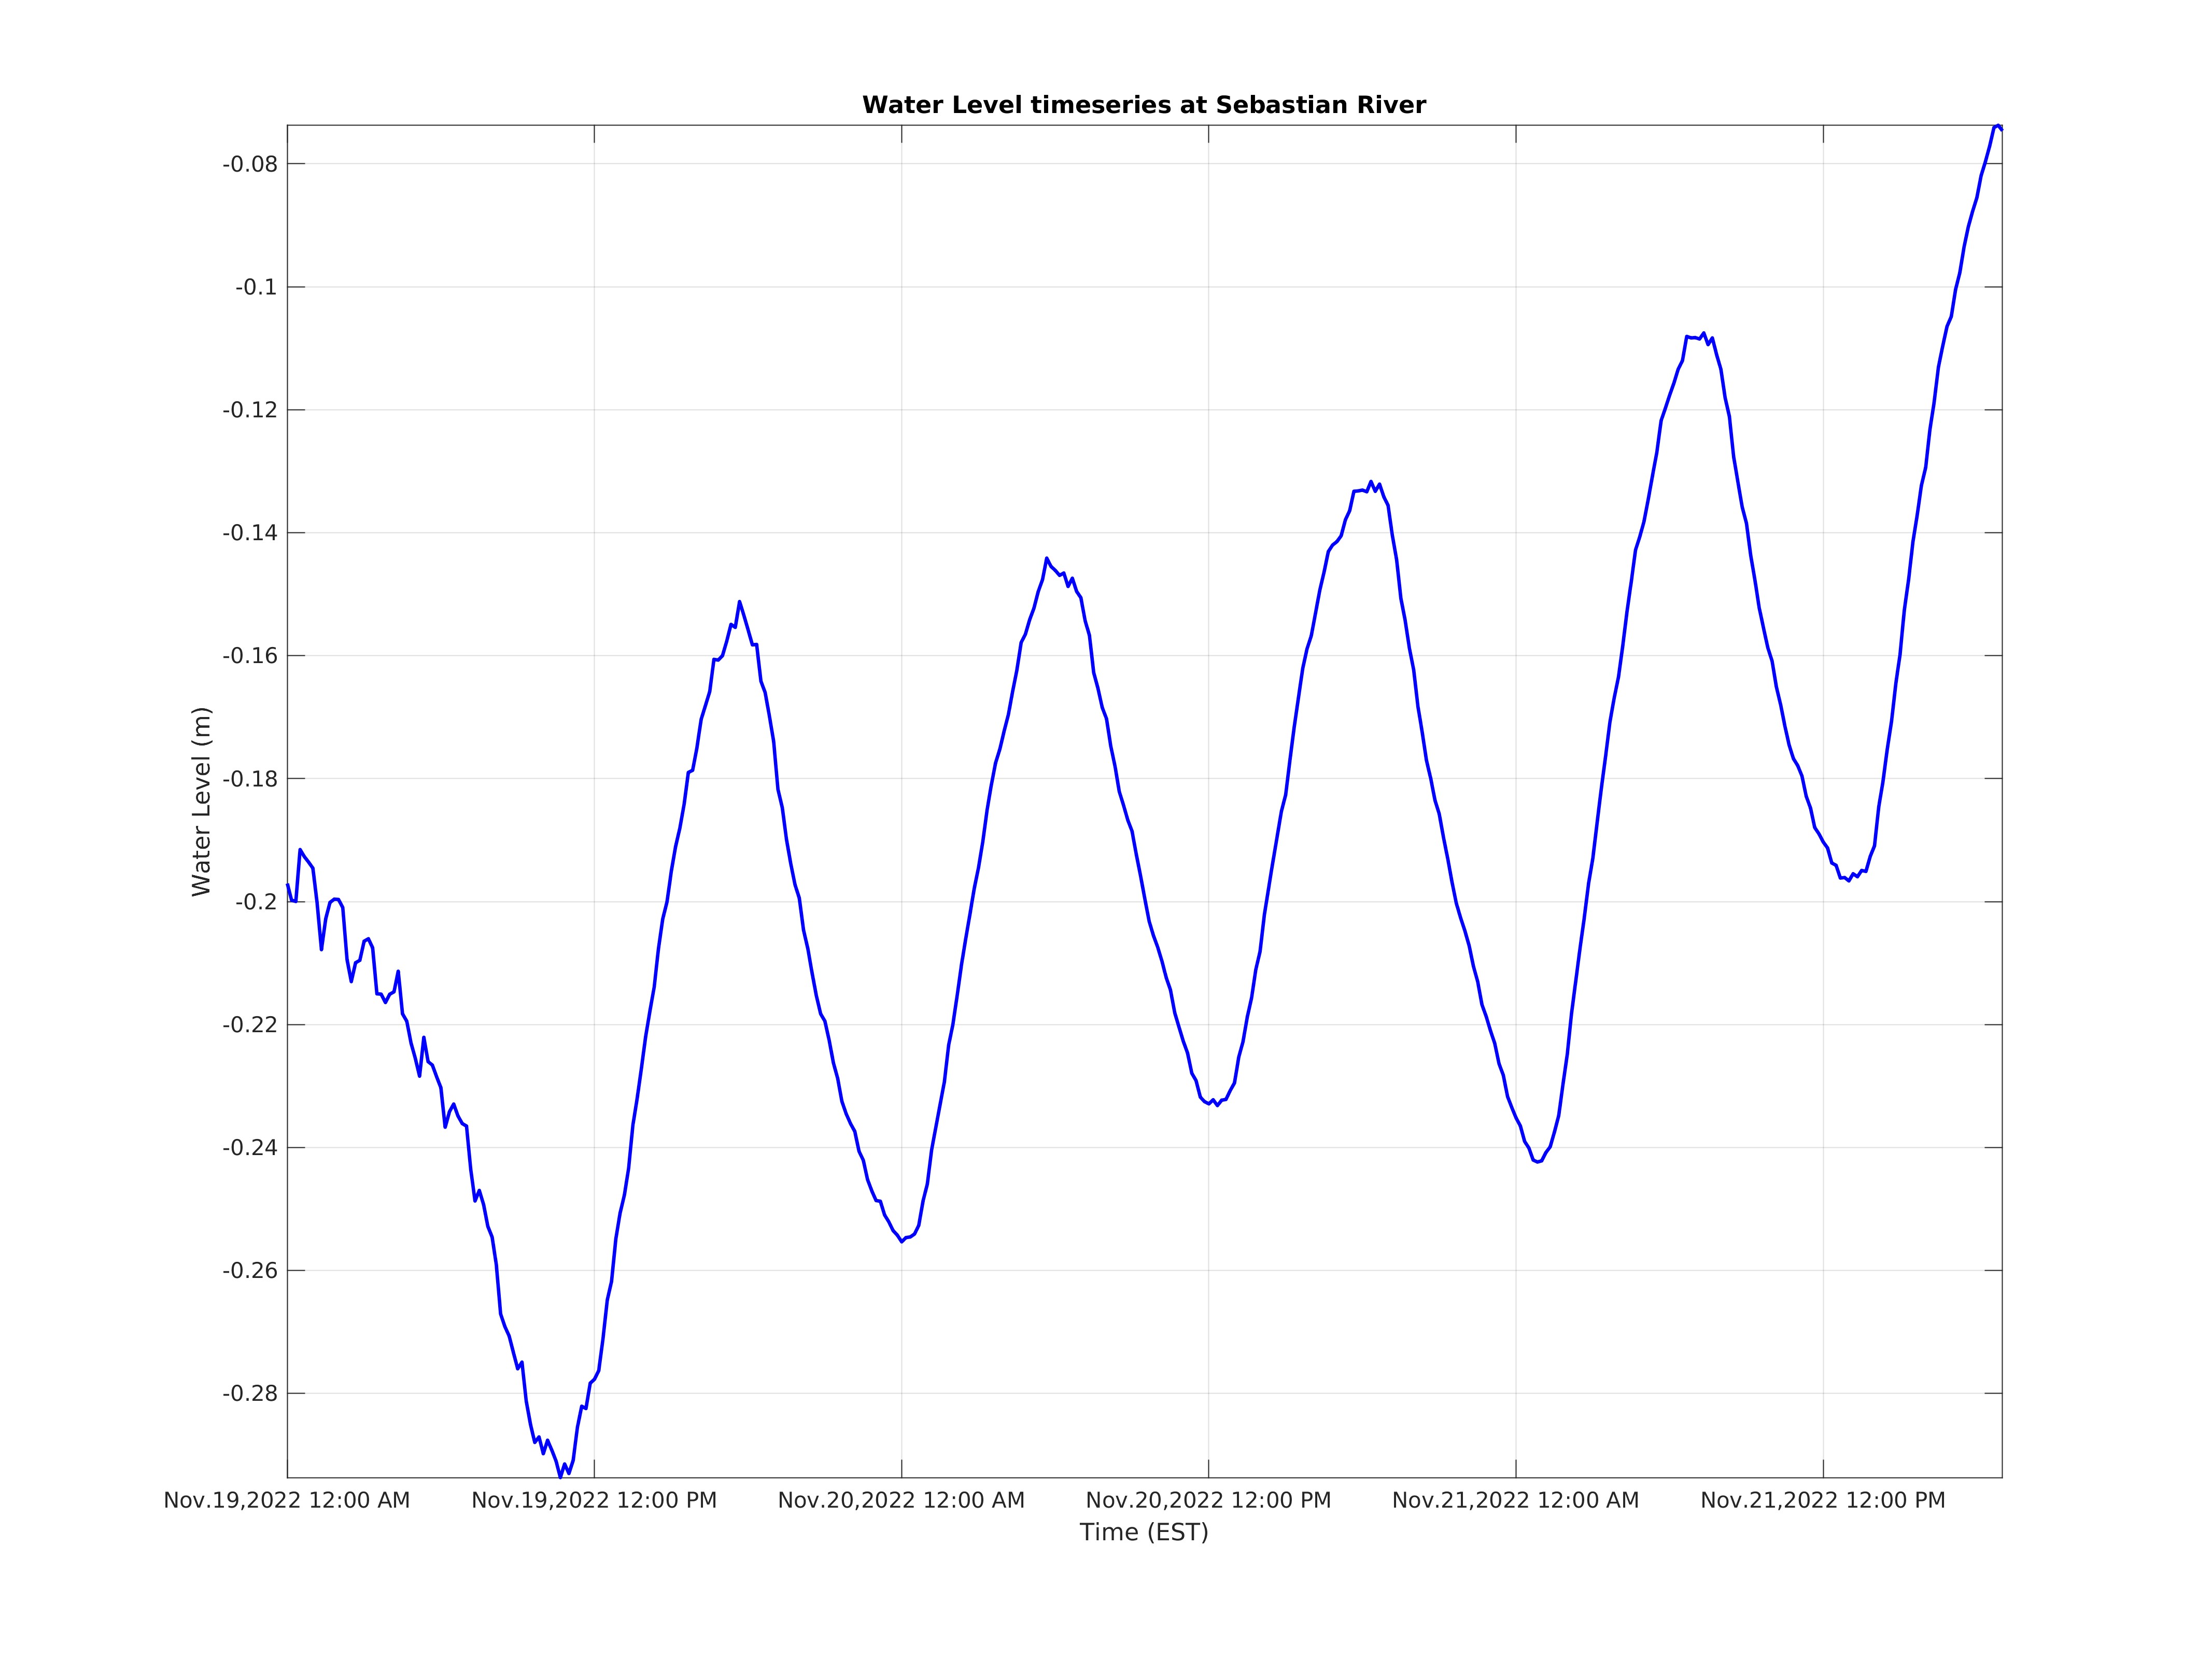 Water Level timeseries at Sebastian River
-0.08
-0.1
-0.12
-0.14
-0.16
-0.18
-0.2
-0.22
-0.24
-0.26
-0.28
Water Level (m)
Nov.19,2022 12:00 AM
Nov.19,2022 12:00 PM
Nov.20,2022 12:00 AM
Nov.20,2022 12:00 PM
Nov.21,2022 12:00 AM
Nov.21,2022 12:00 PM
Time (EST)